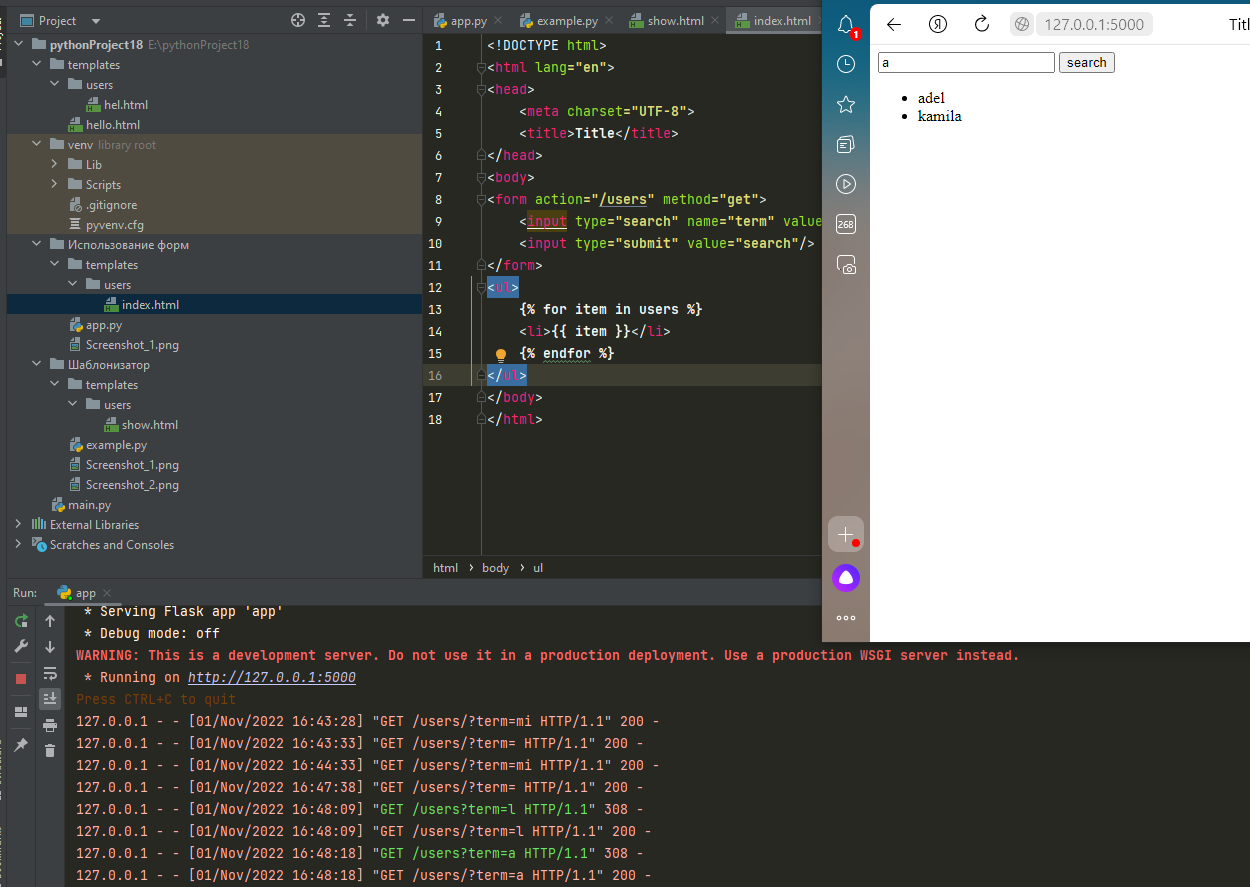 Project
pythonProject18 E:\pythonProject18
templates
users
hel.html
hello.html
venv library root
Lib
Scripts
.gitignore
pyvenv.cfg
Использование форм
templates
users
index.html
app.py
Screenshot_1.png
Шаблонизатор
templates
users
show.html
example.py
Screenshot_1.png
Screenshot_2.png
main.py
External Libraries
Scratches and Consoles
app.py example.py show.html index.html
1 <!DOCTYPE html>
2 <html lang="en">
3 <head>
4 <meta charset="UTF-8">
5 <title>Title</title>
6 </head>
7 <body>
8 <form action="/users" method="get">
9 <input type="search" name="term" value
10 <input type="submit" value="search"/>
11 </form>
12 <ul>
13 {% for item in users %}
14 <li>{{ item }}</li>
15 {% endfor %}
16 </ul>
17 </body>
18 </html>
html › body › ul
1
268
Я 127.0.0.1:5000 Titl
a search
adel
kamila
Run: app
* Serving Flask app 'app'
* Debug mode: off
WARNING: This is a development server. Do not use it in a production deployment. Use a production WSGI server instead.
* Running on http://127.0.0.1:5000
Press CTRL+C to quit
127.0.0.1 - - [01/Nov/2022 16:43:28] "GET /users/?term=mi HTTP/1.1" 200 -
127.0.0.1 - - [01/Nov/2022 16:43:33] "GET /users/?term= HTTP/1.1" 200 -
127.0.0.1 - - [01/Nov/2022 16:44:33] "GET /users/?term=mi HTTP/1.1" 200 -
127.0.0.1 - - [01/Nov/2022 16:47:38] "GET /users/?term= HTTP/1.1" 200 -
127.0.0.1 - - [01/Nov/2022 16:48:09] "GET /users?term=l HTTP/1.1" 308 -
127.0.0.1 - - [01/Nov/2022 16:48:09] "GET /users/?term=l HTTP/1.1" 200 -
127.0.0.1 - - [01/Nov/2022 16:48:18] "GET /users?term=a HTTP/1.1" 308 -
127.0.0.1 - - [01/Nov/2022 16:48:18] "GET /users/?term=a HTTP/1.1" 200 -